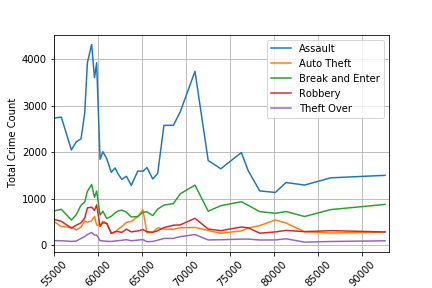 Assault
Auto Theft
Break and Enter
Robbery
Theft Over
Total Crime Count
4000
3000
2000
1000
0
55000
60000
65000
70000
75000
80000
85000
90000